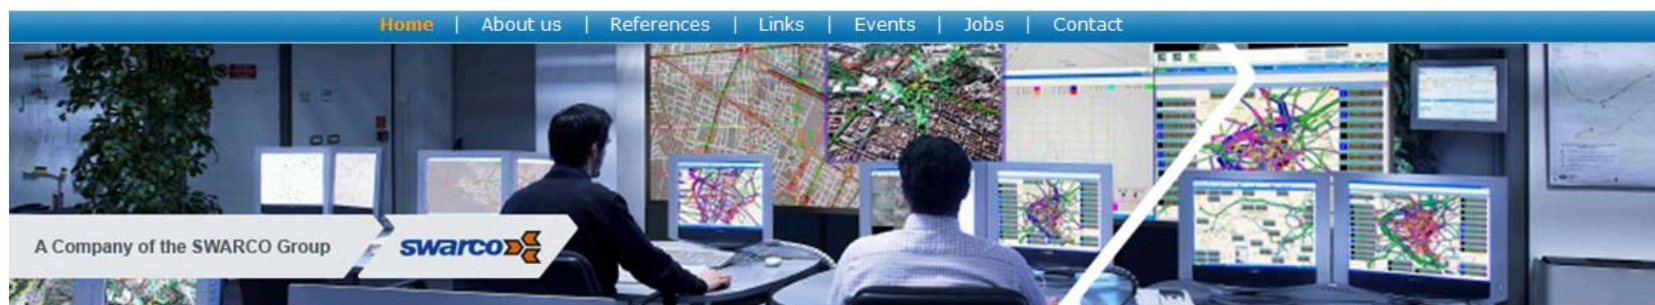 Home | About us | References | Links | Events | Jobs | Contact
A Company of the SWARCO Group
swarco